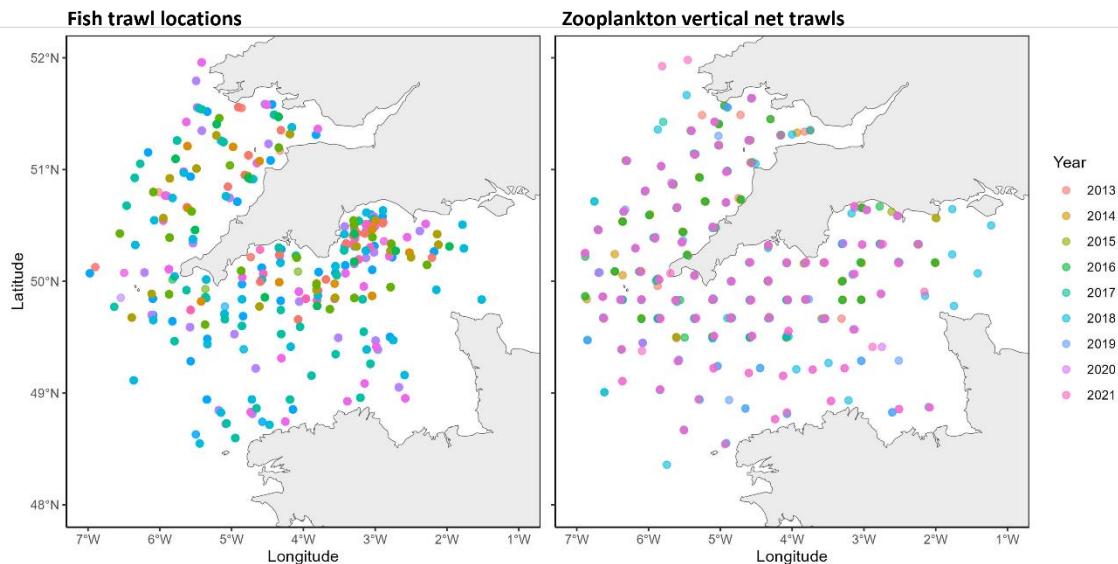 Fish trawl locations
Zooplankton vertical net trawls
52°N
51°N
50°N
49°N
48°N
Latitude
7°W 6°W 5°W 4°W 3°W 2°W 1°W
Longitude
7°W 6°W 5°W 4°W 3°W 2°W 1°W
Longitude
Year
2013
2014
2015
2016
2017
2018
2019
2020
2021